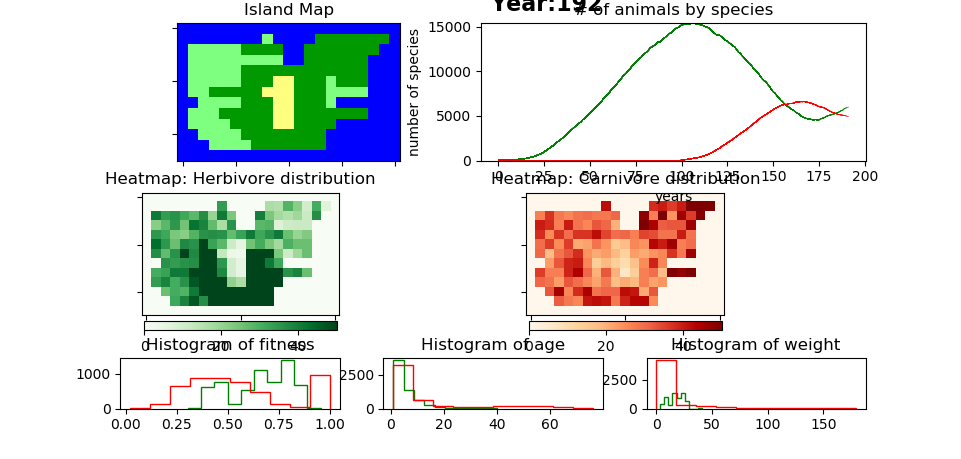 Year:192
Island Map
# of animals by species
number of species
15000
10000
5000
0
0 25 50 75 100 125 150 175 200
years
Heatmap: Herbivore distribution
Heatmap: Carnivore distribution
0 20 40
0 20 40
Histogram of fitness
Histogram of age
Histogram of weight
1000
0
0.00 0.25 0.50 0.75 1.00
2500
0
0 20 40 60
2500
0
0 50 100 150